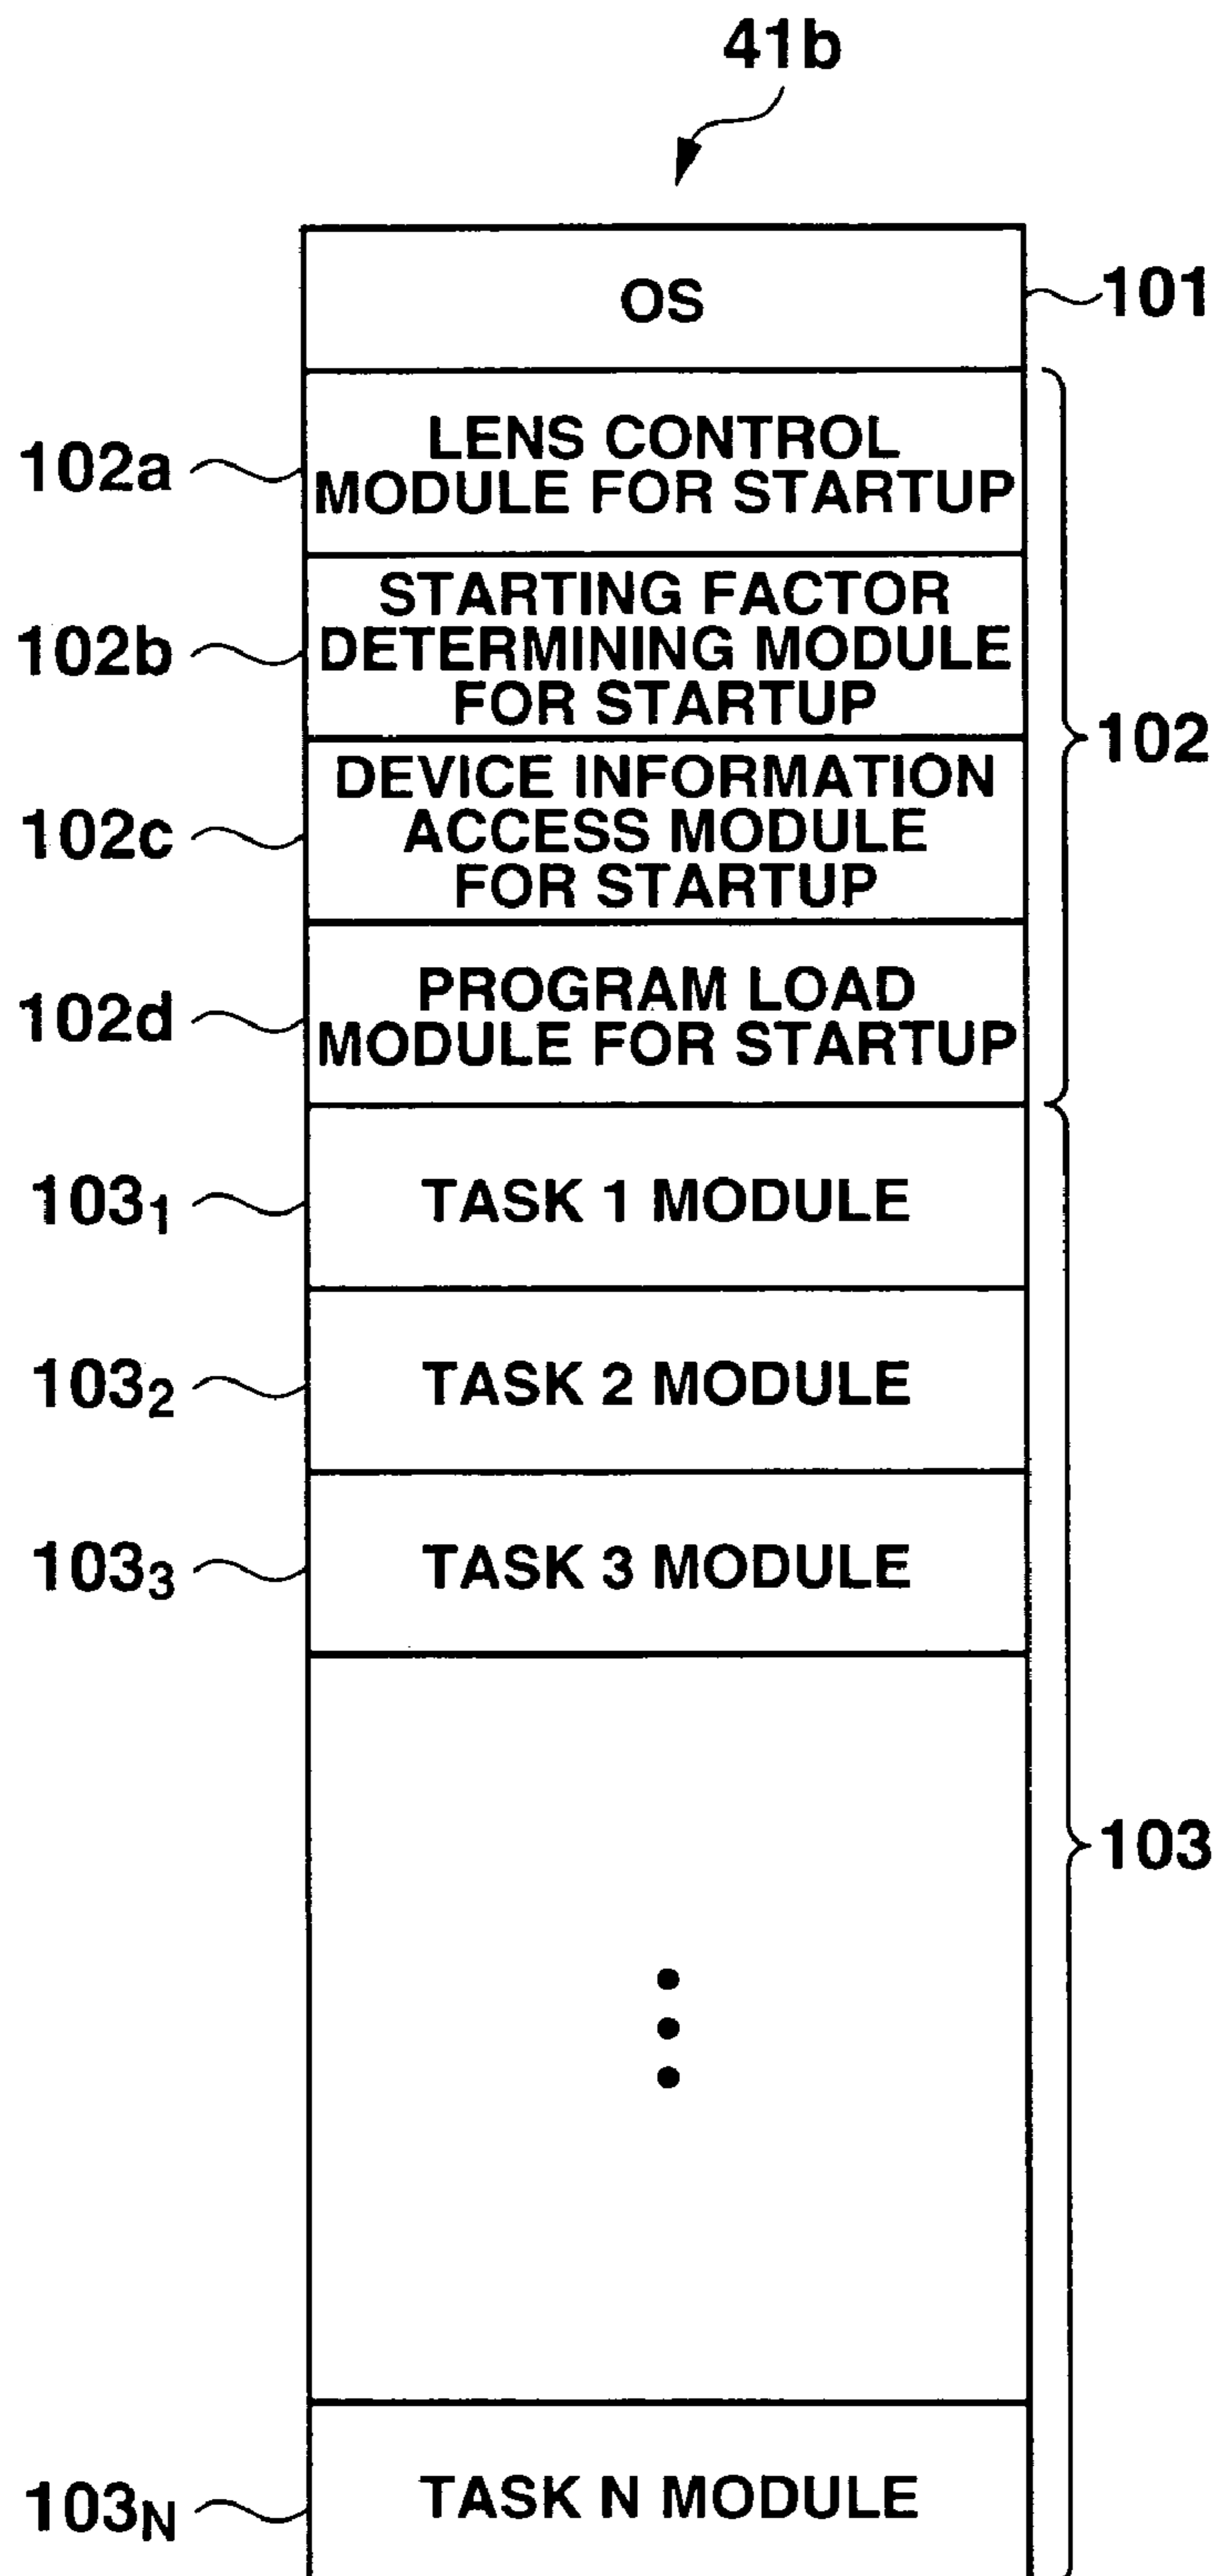 41b
OS
101
102a
LENS CONTROL
MODULE FOR STARTUP
102b
STARTING FACTOR
DETERMINING MODULE
FOR STARTUP
102
102c
DEVICE INFORMATION
ACCESS MODULE
FOR STARTUP
102d
PROGRAM LOAD
MODULE FOR STARTUP
103₁
TASK 1 MODULE
103₂
TASK 2 MODULE
103₃
TASK 3 MODULE
103
103N
TASK N MODULE